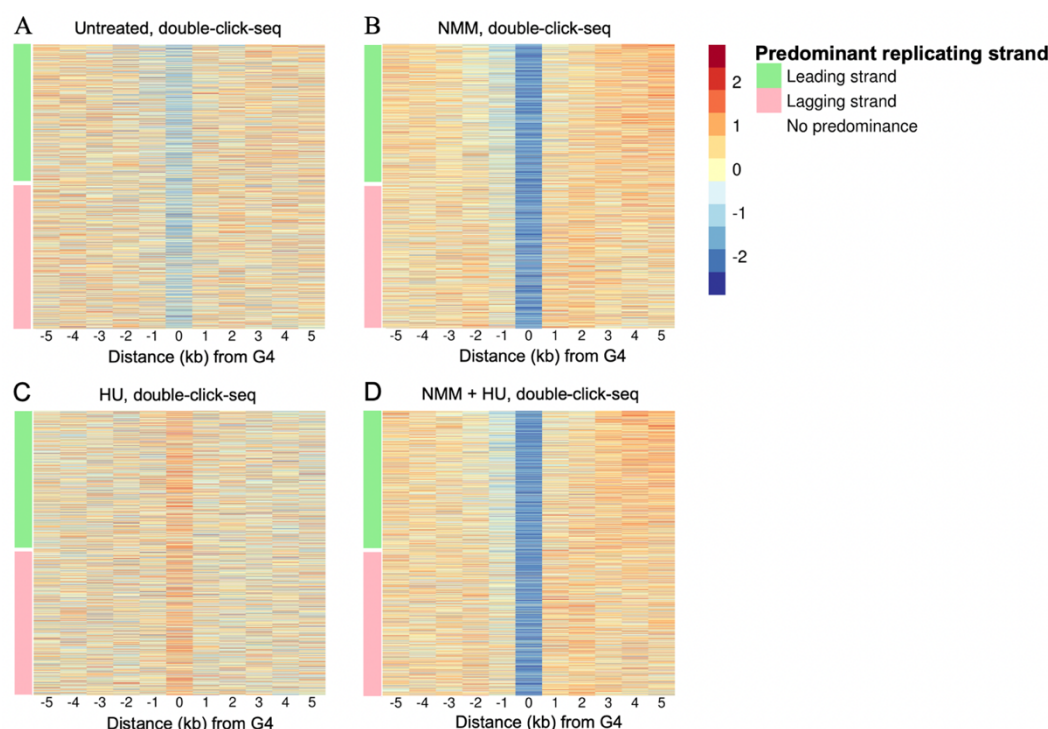 A Untreated, double-click-seq
-5 -4 -3 -2 -1 0 1 2 3 4 5
Distance (kb) from G4
B NMM, double-click-seq
-5 -4 -3 -2 -1 0 1 2 3 4 5
Distance (kb) from G4
2
1
0
-1
-2
Predominant replicating strand
Leading strand
Lagging strand
No predominance
C HU, double-click-seq
-5 -4 -3 -2 -1 0 1 2 3 4 5
Distance (kb) from G4
D NMM + HU, double-click-seq
-5 -4 -3 -2 -1 0 1 2 3 4 5
Distance (kb) from G4